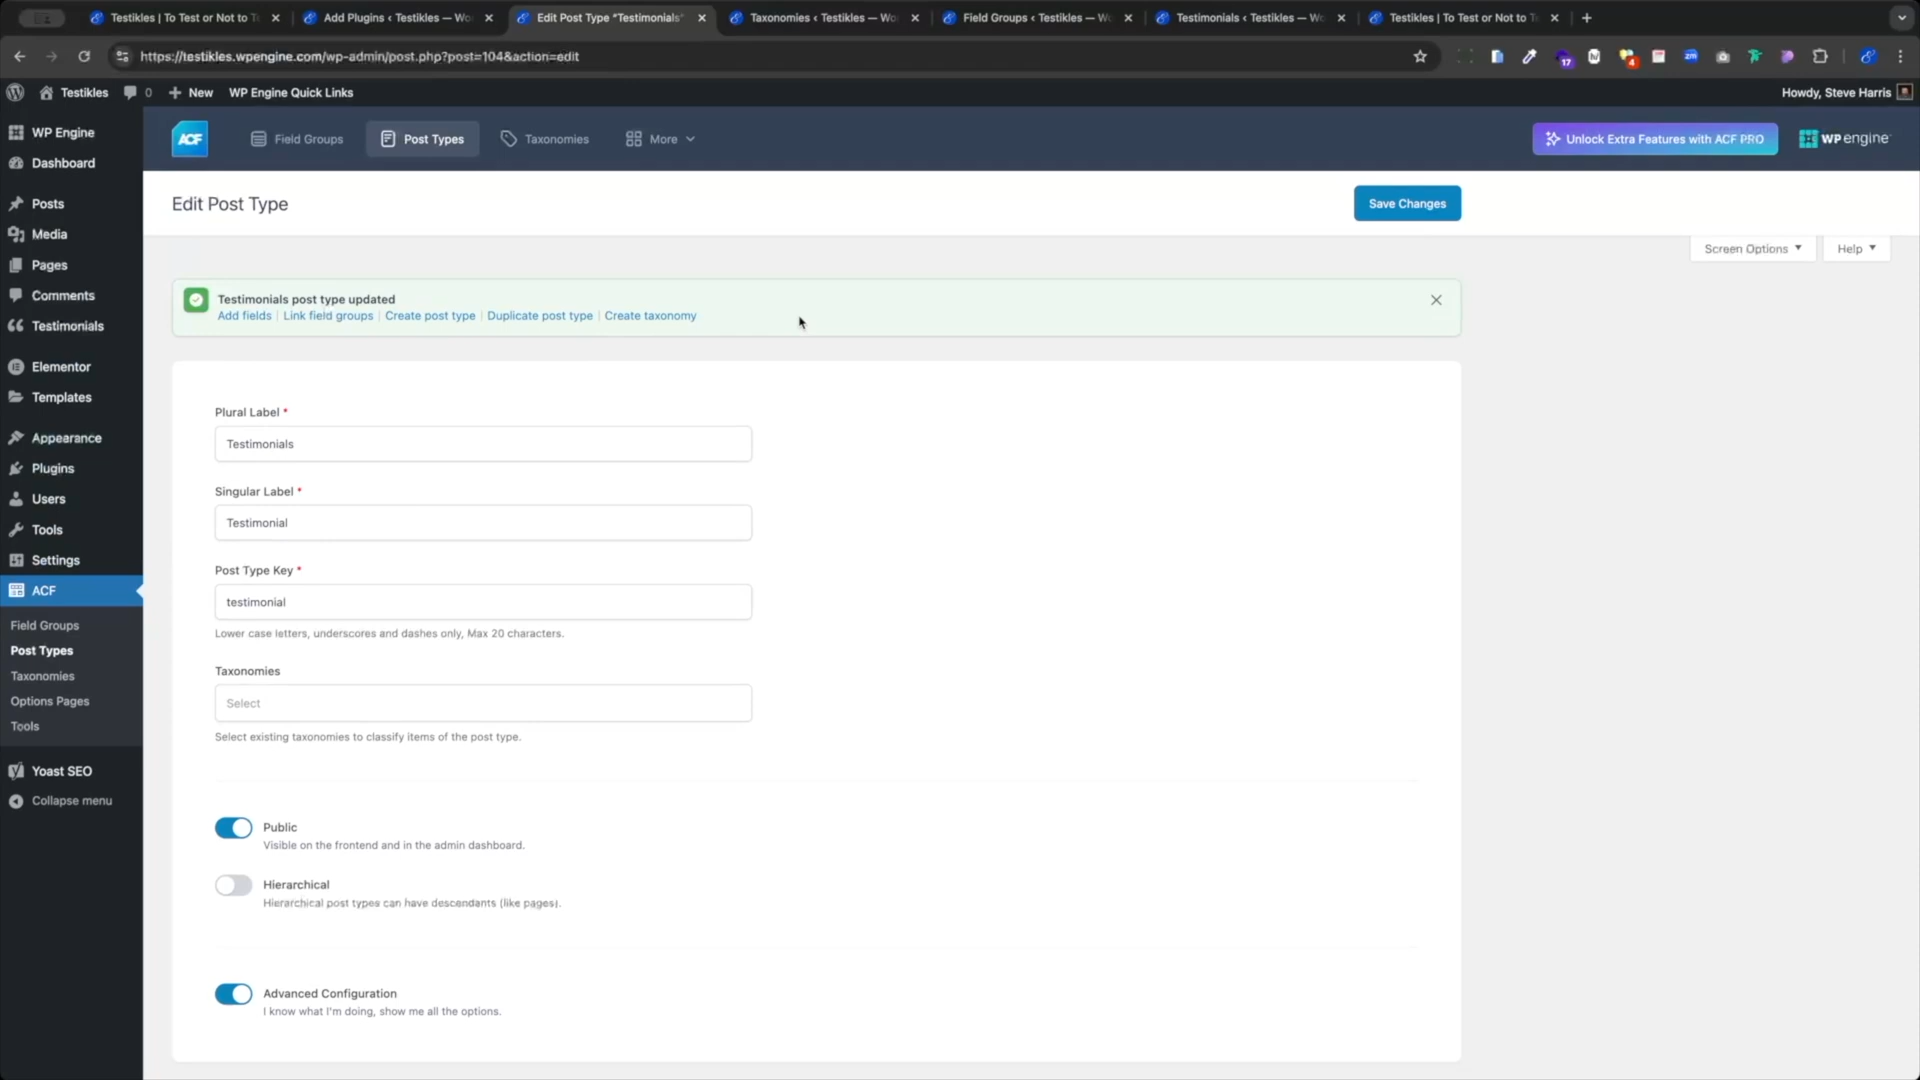 Testikles | To Test or Not to T
Add Plugins ‹ Testikles — Wo
Edit Post Type "Testimonials"
Taxonomies ‹ Testikles — Wo
Field Groups ‹ Testikles — W
Testimonials ‹ Testikles — W
Testikles | To Test or Not to T
https://testikles.wpengine.com/wp-admin/post.php?post=104&action=edit
17
4
zm
Testikles
0
New
WP Engine Quick Links
Howdy, Steve Harris
WP Engine
Dashboard
Posts
Media
Pages
Comments
Testimonials
Elementor
Templates
Appearance
Plugins
Users
Tools
Settings
ACF
Field Groups
Post Types
Taxonomies
Options Pages
Tools
Yoast SEO
Collapse menu
ACF
Field Groups
Post Types
Taxonomies
More
Unlock Extra Features with ACF PRO
WP engine
Edit Post Type
Save Changes
Screen Options
Help
Testimonials post type updated
Add fields | Link field groups | Create post type | Duplicate post type | Create taxonomy
Plural Label *
Testimonials
Singular Label *
Testimonial
Post Type Key *
testimonial
Lower case letters, underscores and dashes only, Max 20 characters.
Taxonomies
Select
Select existing taxonomies to classify items of the post type.
Public
Visible on the frontend and in the admin dashboard.
Hierarchical
Hierarchical post types can have descendants (like pages).
Advanced Configuration
I know what I'm doing, show me all the options.